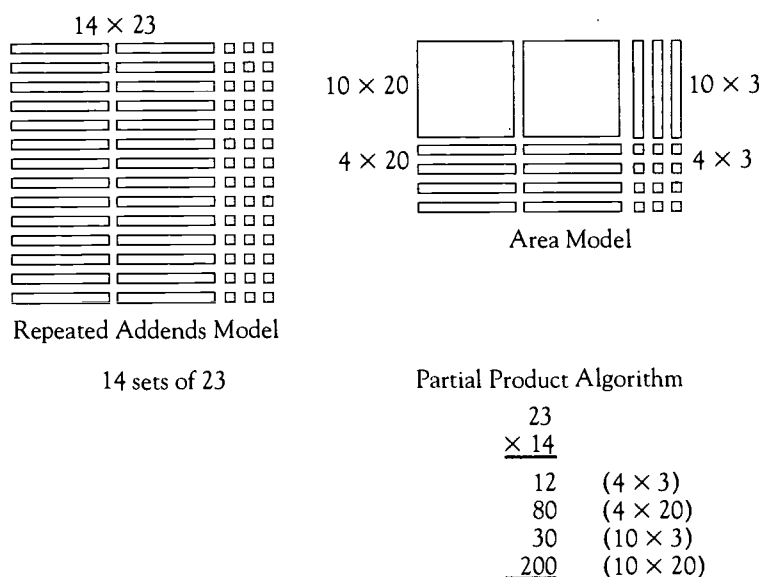 14 × 23
10 × 20
10 × 3
4 × 20
4 × 3
Area Model
Repeated Addends Model
14 sets of 23
Partial Product Algorithm
23
× 14
12 (4 × 3)
80 (4 × 20)
30 (10 × 3)
200 (10 × 20)